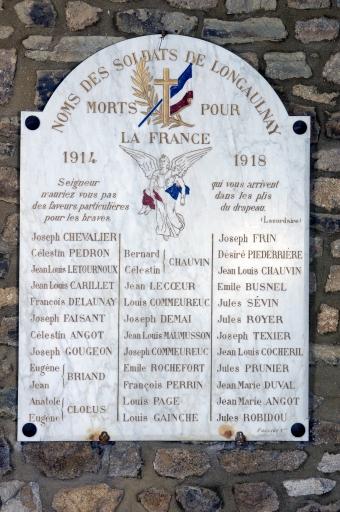 NOMS DES SOLDATS DE LONGAULNAY
MORTS POUR
LA FRANCE
1914 1918
Seigneur
n'auriez vous pas
des faveurs particulières
pour les braves
qui vous arrivent
dans les plis
du drapeau.
(Lacordaire)
Joseph CHEVALIER
Célestin PEDRON
Jean Louis LETOURNOUX
Jean Louis CARILLET
François DELAUNAY
Joseph FAISANT
Célestin ANGOT
Joseph GOUGEON
Eugène
Jean
BRIAND
Anatole
Eugène
CLOLUS
Bernard
Célestin
CHAUVIN
Jean LECŒUR
Louis COMMEUREUC
Joseph DEMAI
Jean Louis MAUMUSSON
Joseph COMMEUREUC
Emile ROCHEFORT
François PERRIN
Louis PAGE
Louis GAINCHE
Joseph FRIN
Désiré PIEDERRIÈRE
Jean Louis CHAUVIN
Emile BUSNEL
Jules SÉVIN
Jules ROYER
Joseph TEXIER
Jean Louis COCHERIL
Jules PRUNIER
Jean Marie DUVAL
Jean Marie ANGOT
Jules ROBIDOU